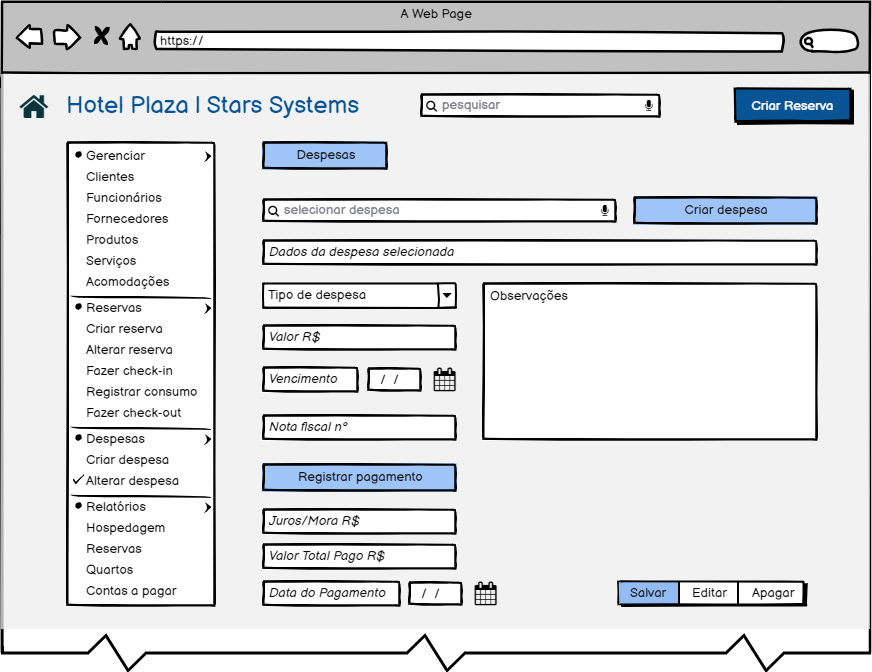 A Web Page
https://
Hotel Plaza | Stars Systems
pesquisar
Criar Reserva
Gerenciar
Clientes
Funcionários
Fornecedores
Produtos
Serviços
Acomodações
Reservas
Criar reserva
Alterar reserva
Fazer check-in
Registrar consumo
Fazer check-out
Despesas
Criar despesa
Alterar despesa
Relatórios
Hospedagem
Reservas
Quartos
Contas a pagar
Despesas
selecionar despesa
Criar despesa
Dados da despesa selecionada
Tipo de despesa
Observações
Valor R$
Vencimento
/ /
Nota fiscal nº
Registrar pagamento
Juros/Mora R$
Valor Total Pago R$
Data do Pagamento
/ /
Salvar
Editar
Apagar